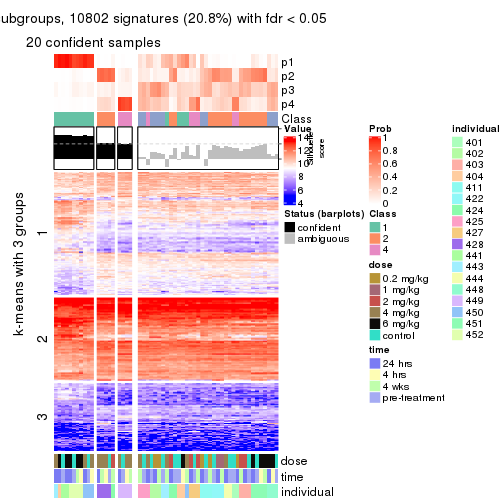 ubgroups, 10802 signatures (20.8%) with fdr < 0.05
20 confident samples
p1
p2
p3
p4
Class
Silhouette
score
k-means with 3 groups
1
2
3
dose
time
individual
Value
14
12
10
8
6
4
Status (barplots)
confident
ambiguous
Prob
1
0.8
0.6
0.4
0.2
0
Class
1
2
4
dose
0.2 mg/kg
1 mg/kg
2 mg/kg
4 mg/kg
6 mg/kg
control
time
24 hrs
4 hrs
4 wks
pre-treatment
individual
401
402
403
404
411
422
424
425
427
428
441
443
444
448
449
450
451
452